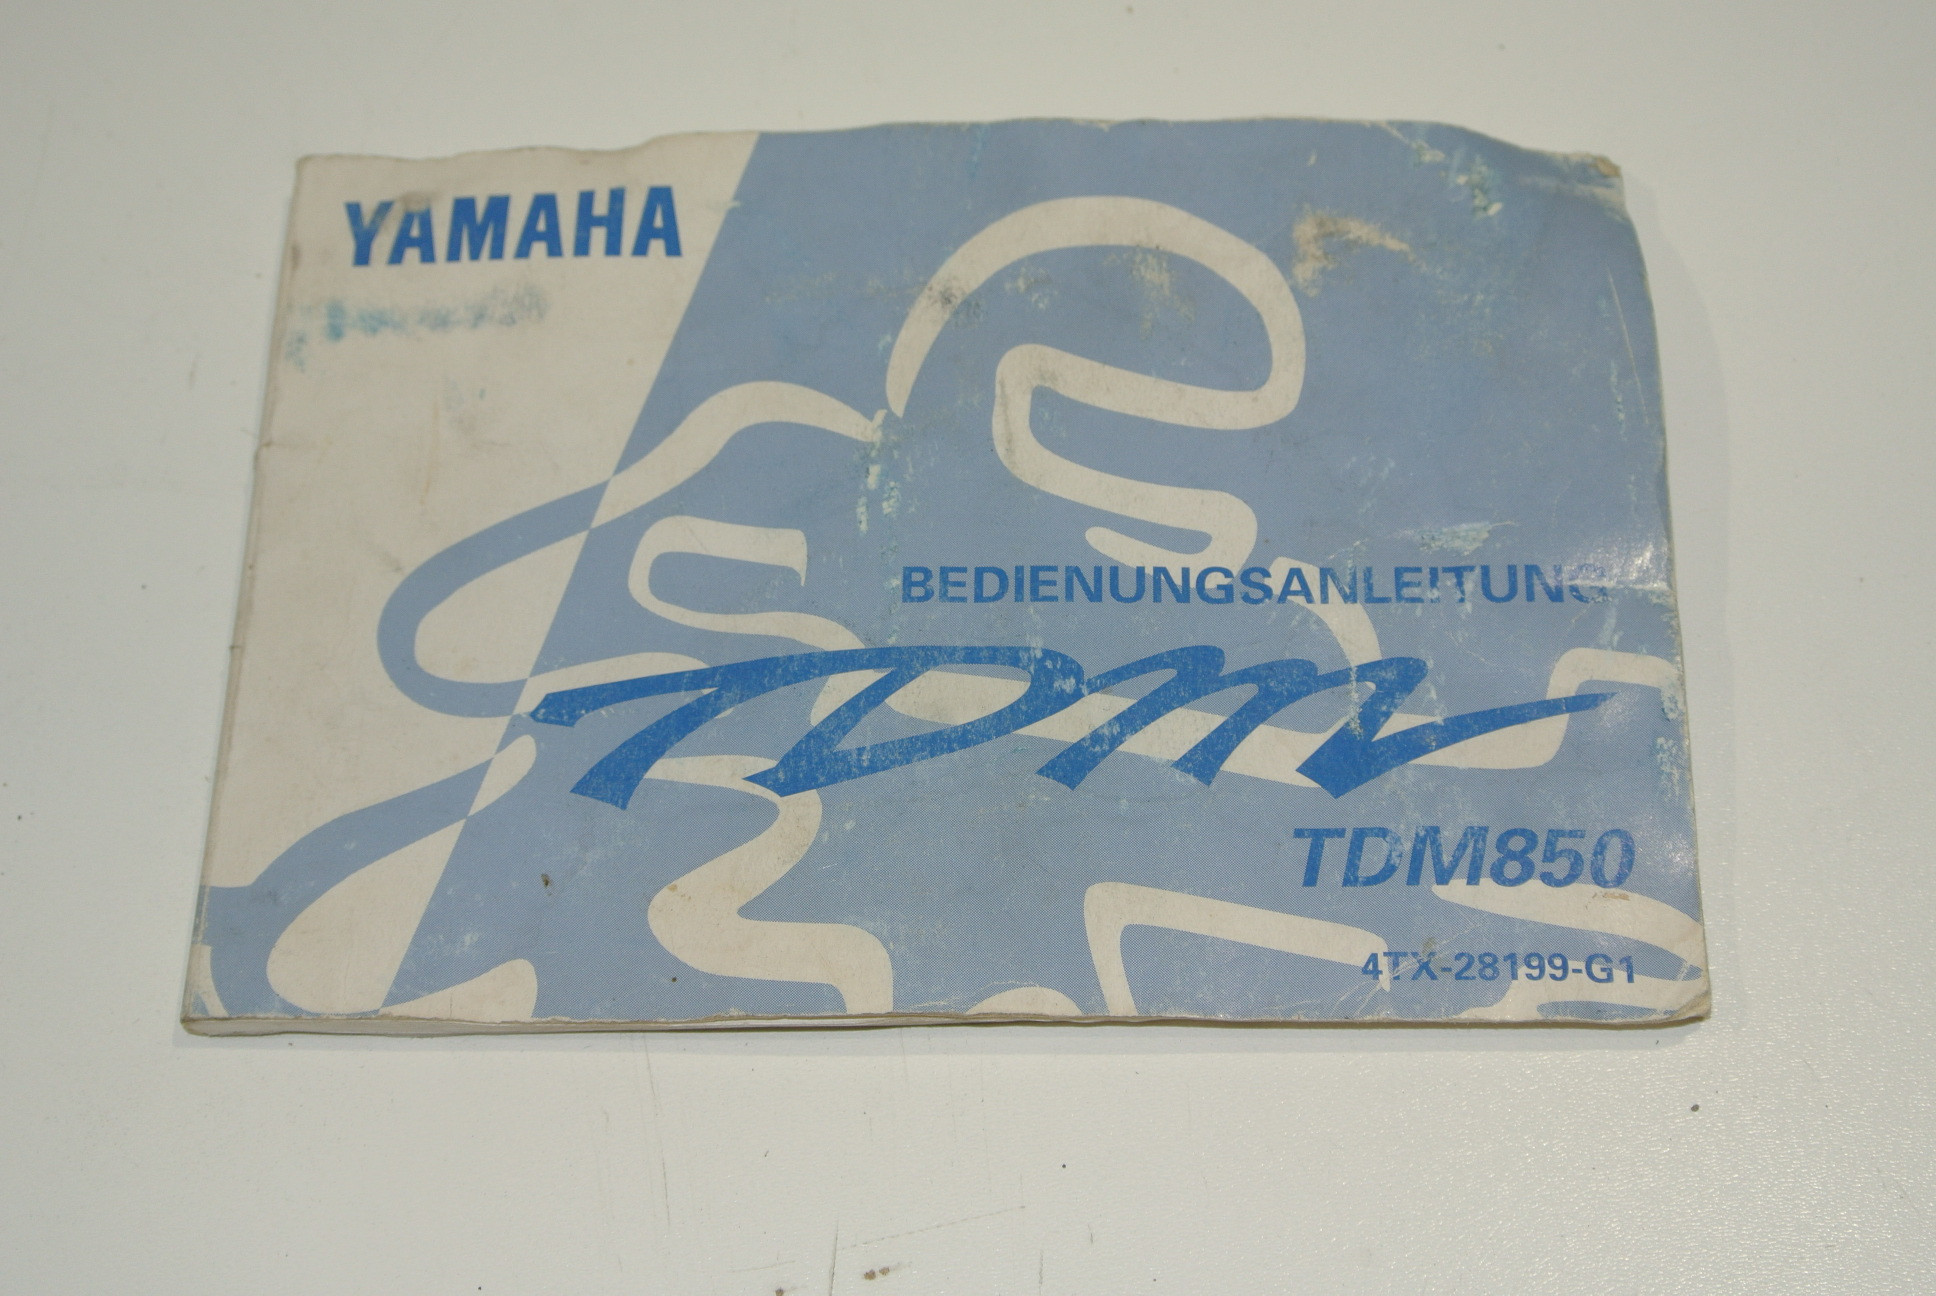 YAMAHA
BEDIENUNGSANLEITUNG
TDM
TDM850
4TX-28199-G1